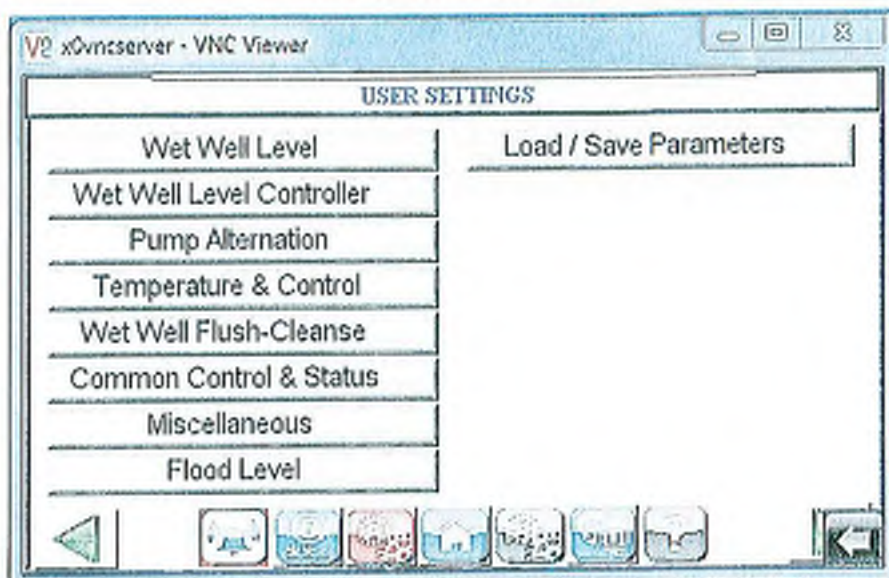 x0vncserver - VNC Viewer
USER SETTINGS
Wet Well Level
Wet Well Level Controller
Pump Alternation
Temperature & Control
Wet Well Flush-Cleanse
Common Control & Status
Miscellaneous
Flood Level
Load / Save Parameters